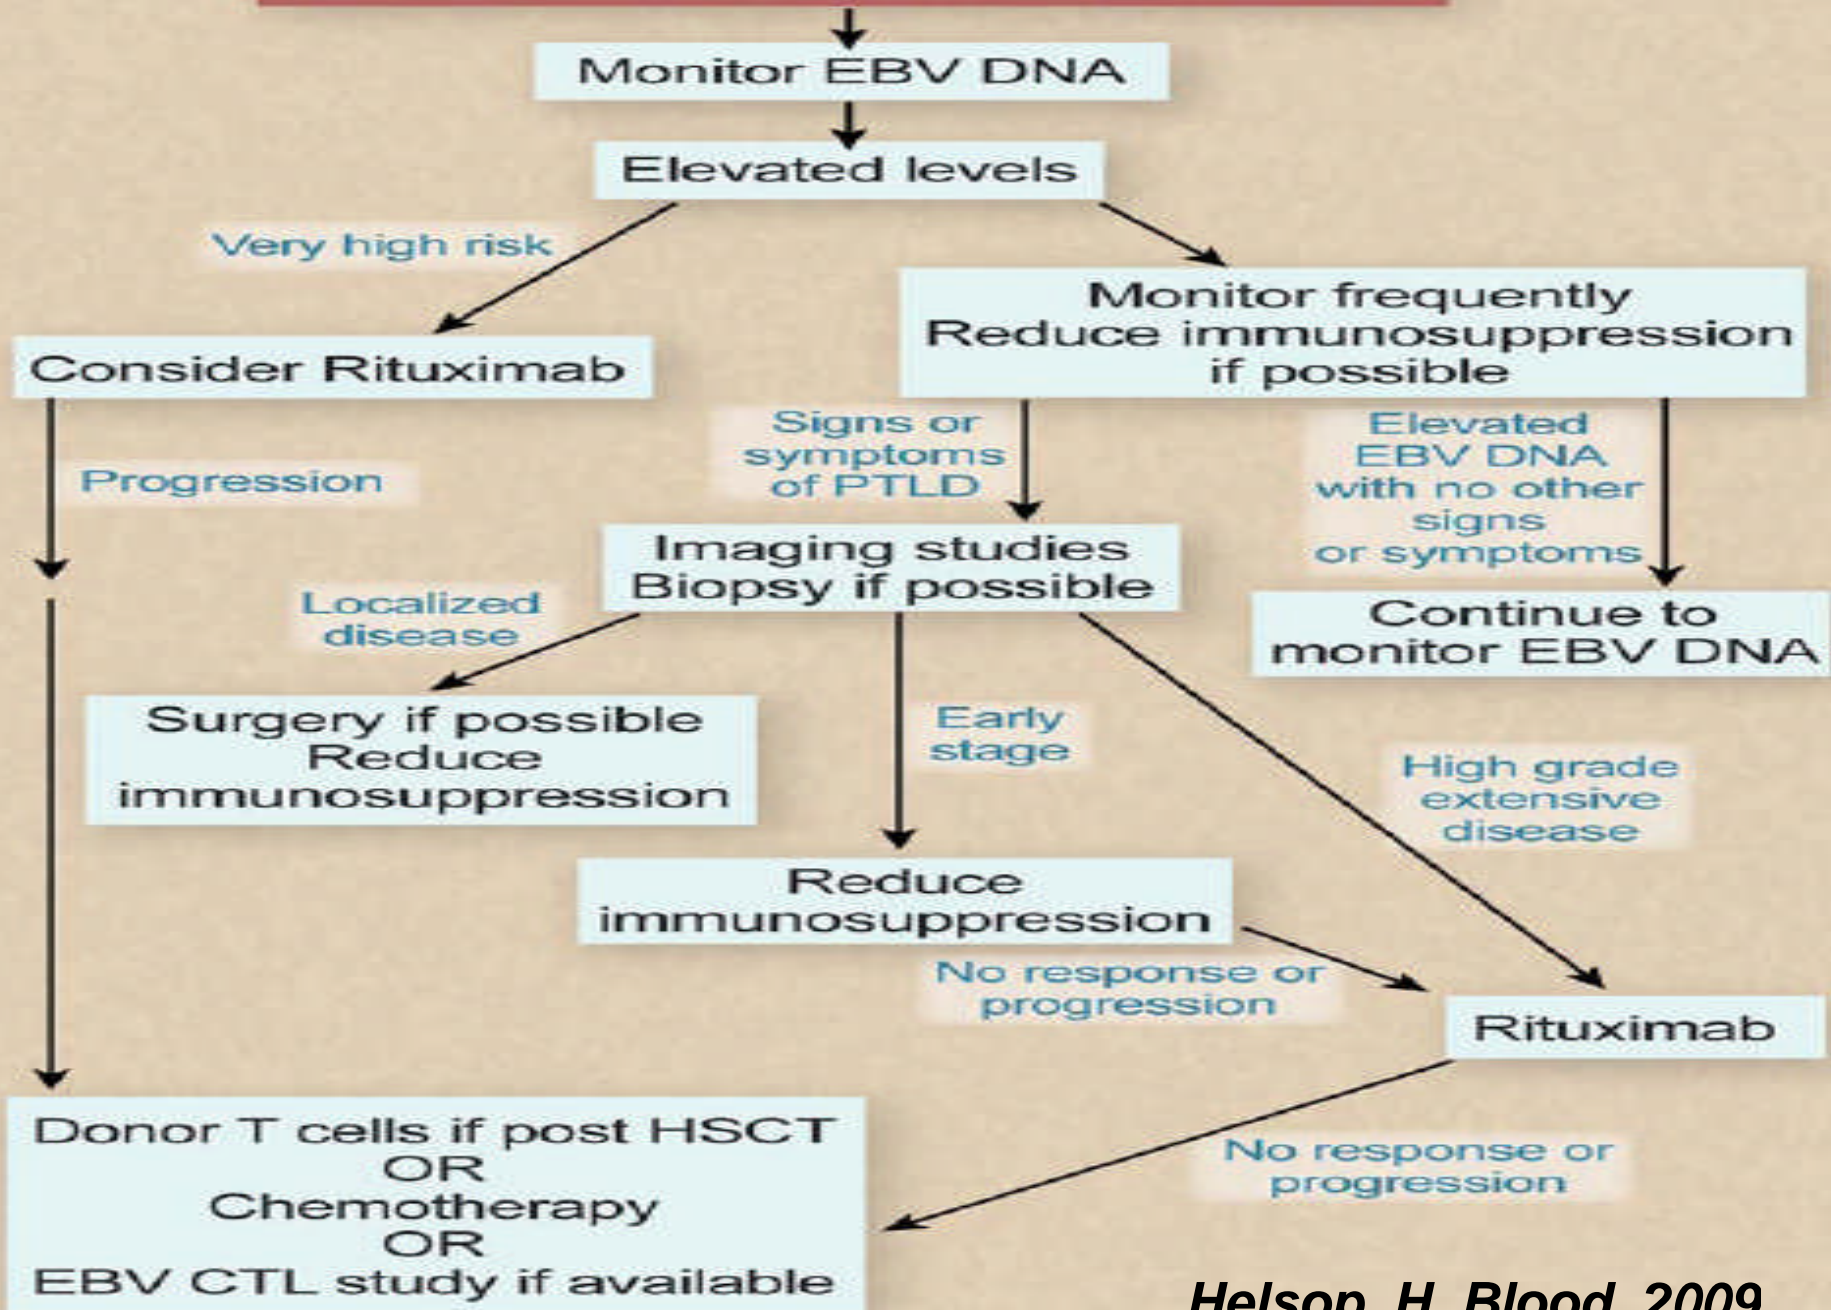 Monitor EBV DNA
Elevated levels
Very high risk
Monitor frequently
Reduce immunosuppression
if possible
Consider Rituximab
Signs or
symptoms
of PTLD
Elevated
EBV DNA
with no other
signs
or symptoms
Progression
Imaging studies
Biopsy if possible
Localized
disease
Continue to
monitor EBV DNA
Surgery if possible
Reduce
immunosuppression
Early
stage
High grade
extensive
disease
Reduce
immunosuppression
No response or
progression
Rituximab
Donor T cells if post HSCT
OR
Chemotherapy
OR
EBV CTL study if available
No response or
progression
Helsop, H. Blood, 2009